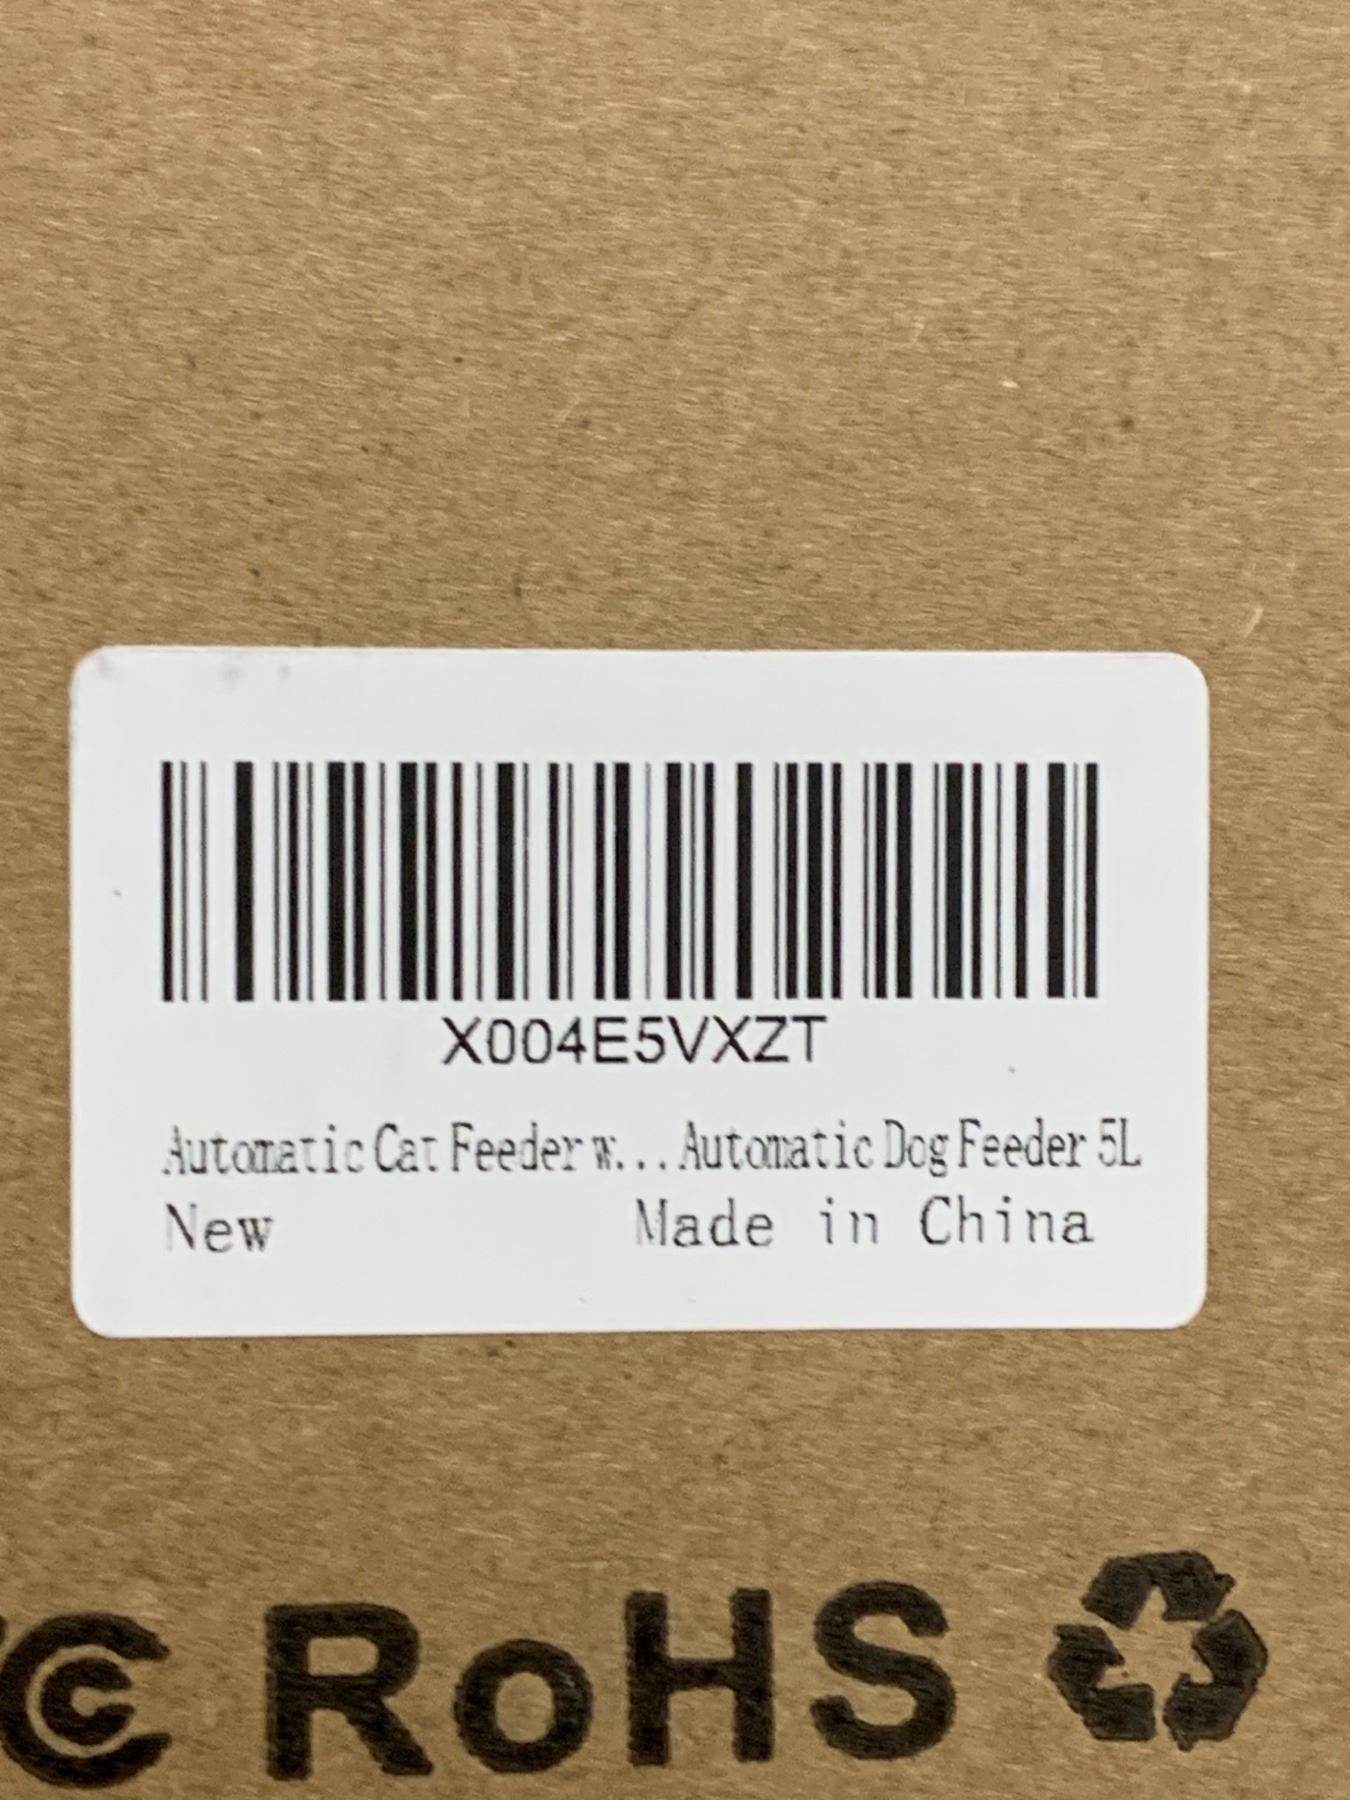 X004E5VXZT
Automatic Cat Feeder w...Automatic Dog Feeder 5L
New Made in China
RoHS